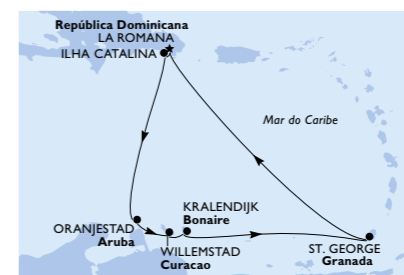 República Dominicana
LA ROMANA
ILHA CATALINA
Mar do Caribe
KRALENDIJK
Bonaire
ORANJESTAD
Aruba
WILLEMSTAD
Curacao
ST. GEORGE
Granada